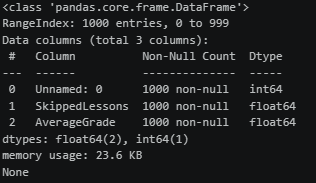 <class 'pandas.core.frame.DataFrame'>
RangeIndex: 1000 entries, 0 to 999
Data columns (total 3 columns):
 #   Column          Non-Null Count  Dtype
---  ------          --------------  -----
 0   Unnamed: 0      1000 non-null   int64
 1   SkippedLessons  1000 non-null   float64
 2   AverageGrade    1000 non-null   float64
dtypes: float64(2), int64(1)
memory usage: 23.6 KB
None